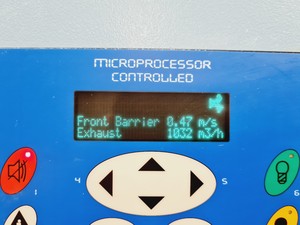 MICROPROCESSOR
CONTROLLED
Front Barrier 0.47 m/s
Exhaust 1032 m3/h
4 5
1 6